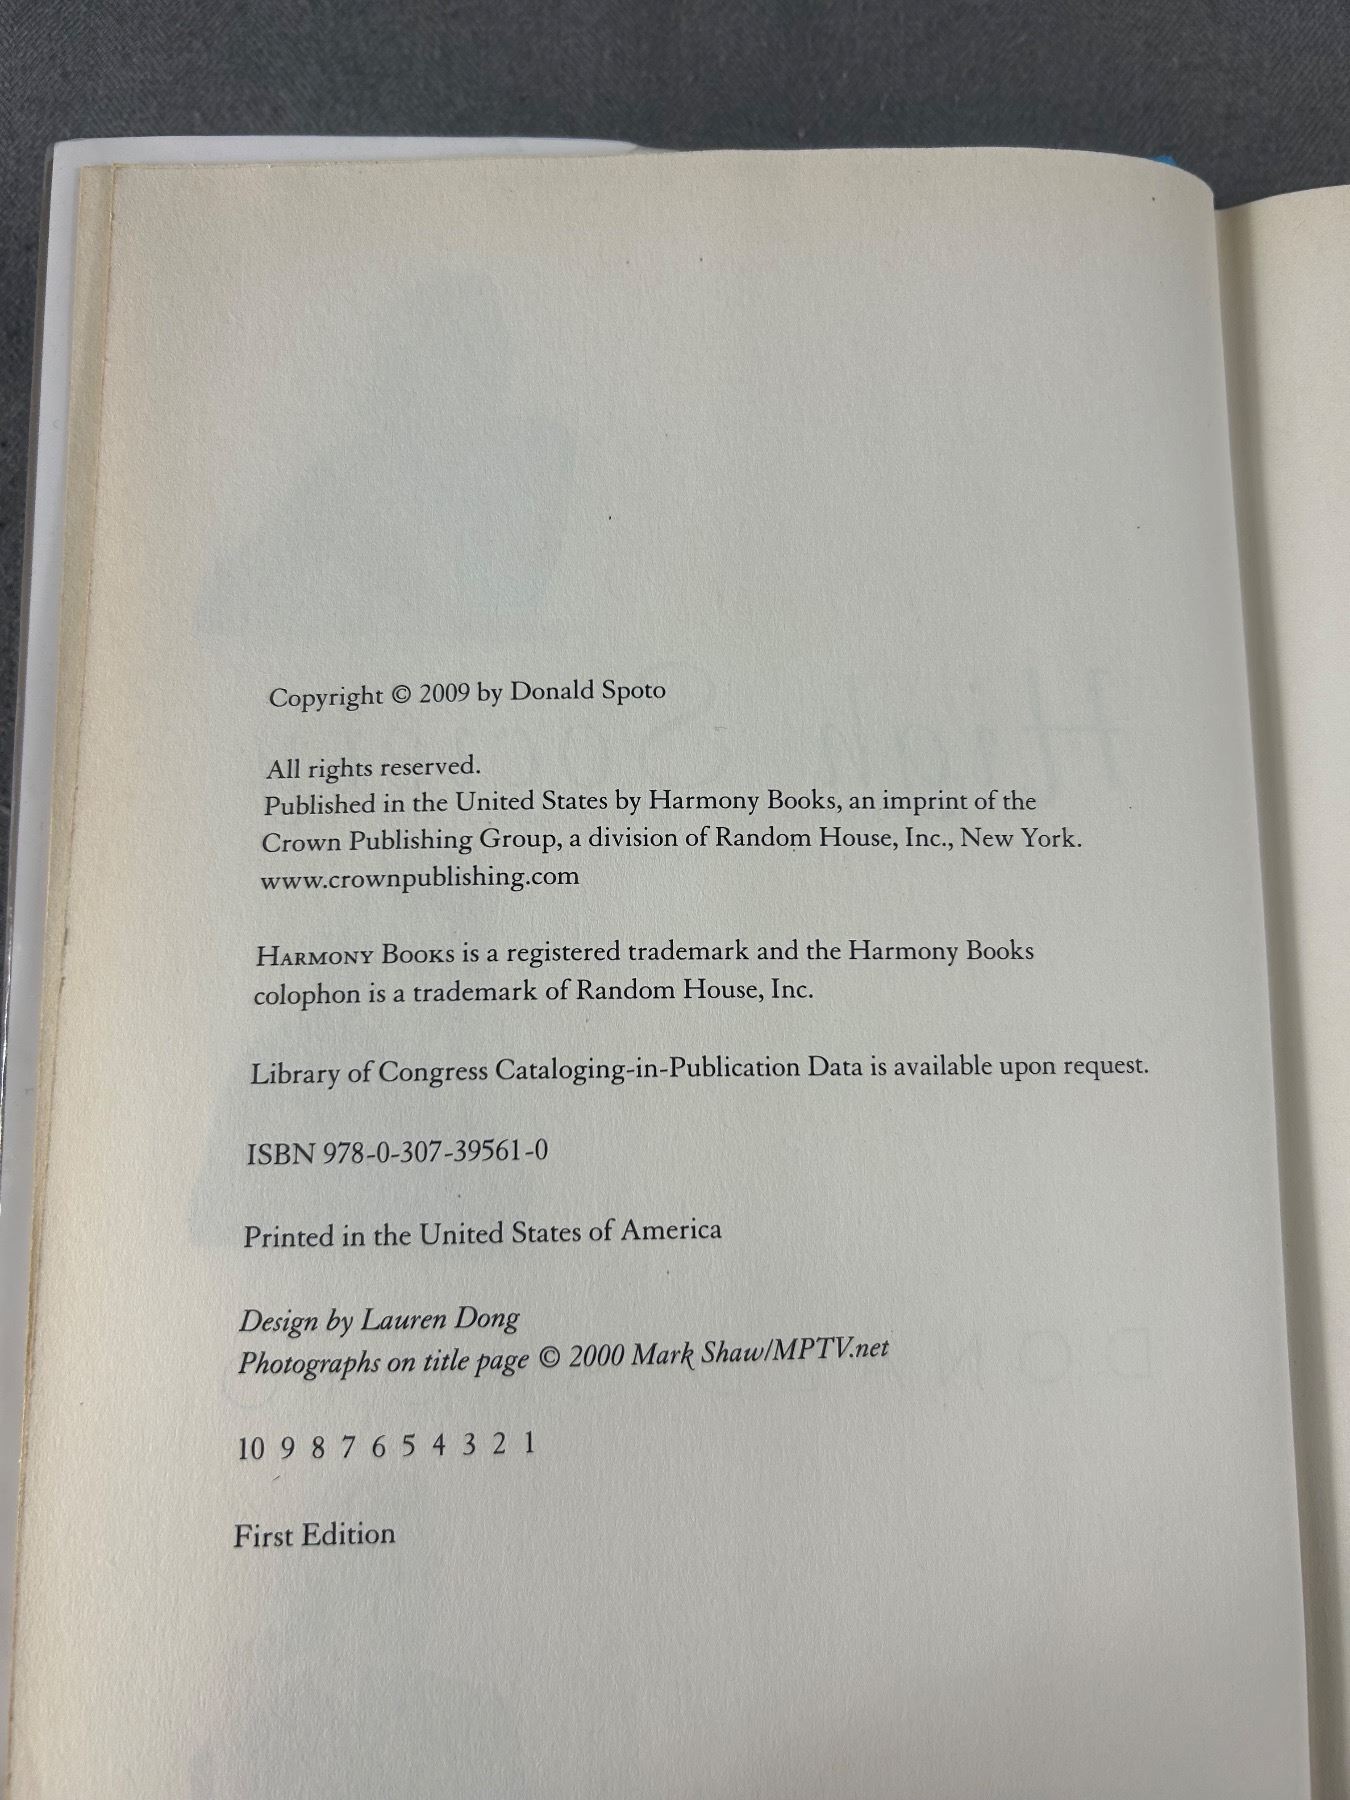 Copyright © 2009 by Donald Spoto
All rights reserved.
Published in the United States by Harmony Books, an imprint of the
Crown Publishing Group, a division of Random House, Inc., New York.
www.crownpublishing.com
HARMONY BOOKS is a registered trademark and the Harmony Books
colophon is a trademark of Random House, Inc.
Library of Congress Cataloging-in-Publication Data is available upon request.
ISBN 978-0-307-39561-0
Printed in the United States of America
Design by Lauren Dong
Photographs on title page © 2000 Mark Shaw/MPTV.net
10 9 8 7 6 5 4 3 2 1
First Edition